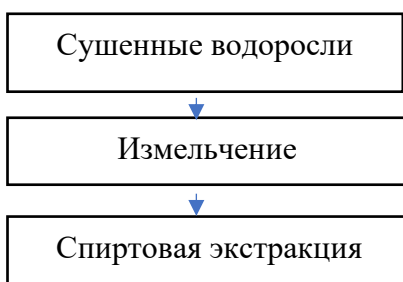 Сушенные водоросли
Измельчение
Спиртовая экстракция